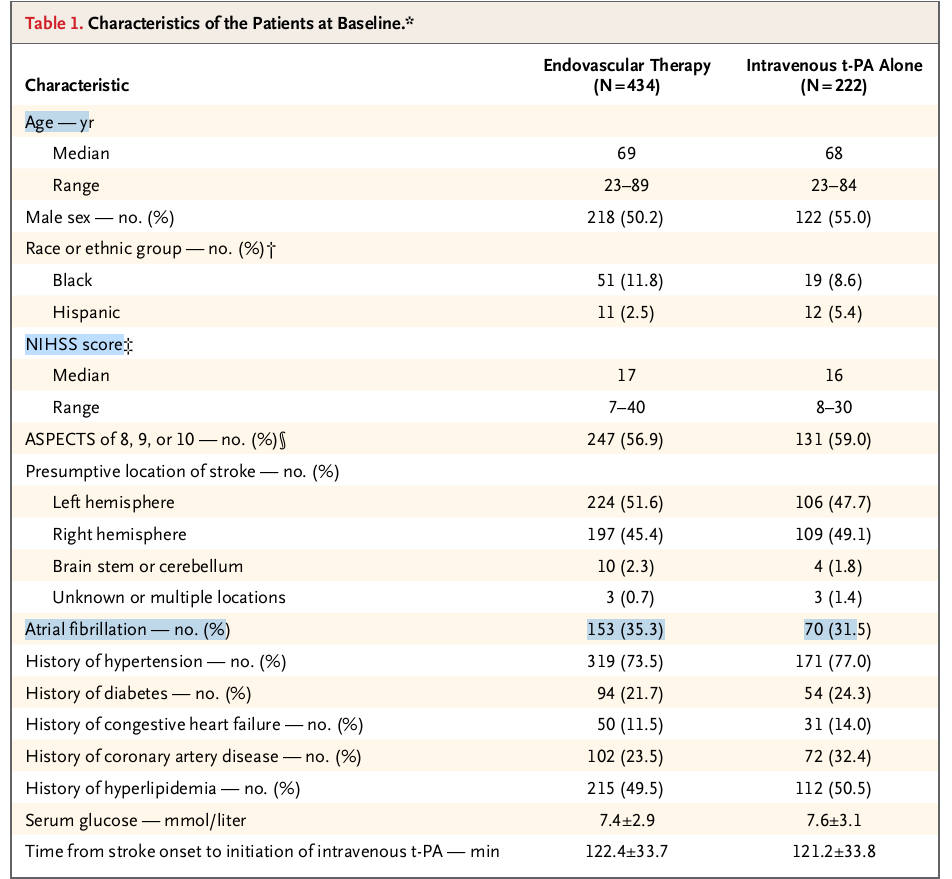 Table 1. Characteristics of the Patients at Baseline.*
Characteristic Endovascular Therapy (N=434) Intravenous t-PA Alone (N=222)
Age — yr
Median 69 68
Range 23–89 23–84
Male sex — no. (%) 218 (50.2) 122 (55.0)
Race or ethnic group — no. (%)†
Black 51 (11.8) 19 (8.6)
Hispanic 11 (2.5) 12 (5.4)
NIHSS score‡
Median 17 16
Range 7–40 8–30
ASPECTS of 8, 9, or 10 — no. (%)§ 247 (56.9) 131 (59.0)
Presumptive location of stroke — no. (%)
Left hemisphere 224 (51.6) 106 (47.7)
Right hemisphere 197 (45.4) 109 (49.1)
Brain stem or cerebellum 10 (2.3) 4 (1.8)
Unknown or multiple locations 3 (0.7) 3 (1.4)
Atrial fibrillation — no. (%) 153 (35.3) 70 (31.5)
History of hypertension — no. (%) 319 (73.5) 171 (77.0)
History of diabetes — no. (%) 94 (21.7) 54 (24.3)
History of congestive heart failure — no. (%) 50 (11.5) 31 (14.0)
History of coronary artery disease — no. (%) 102 (23.5) 72 (32.4)
History of hyperlipidemia — no. (%) 215 (49.5) 112 (50.5)
Serum glucose — mmol/liter 7.4±2.9 7.6±3.1
Time from stroke onset to initiation of intravenous t-PA — min 122.4±33.7 121.2±33.8